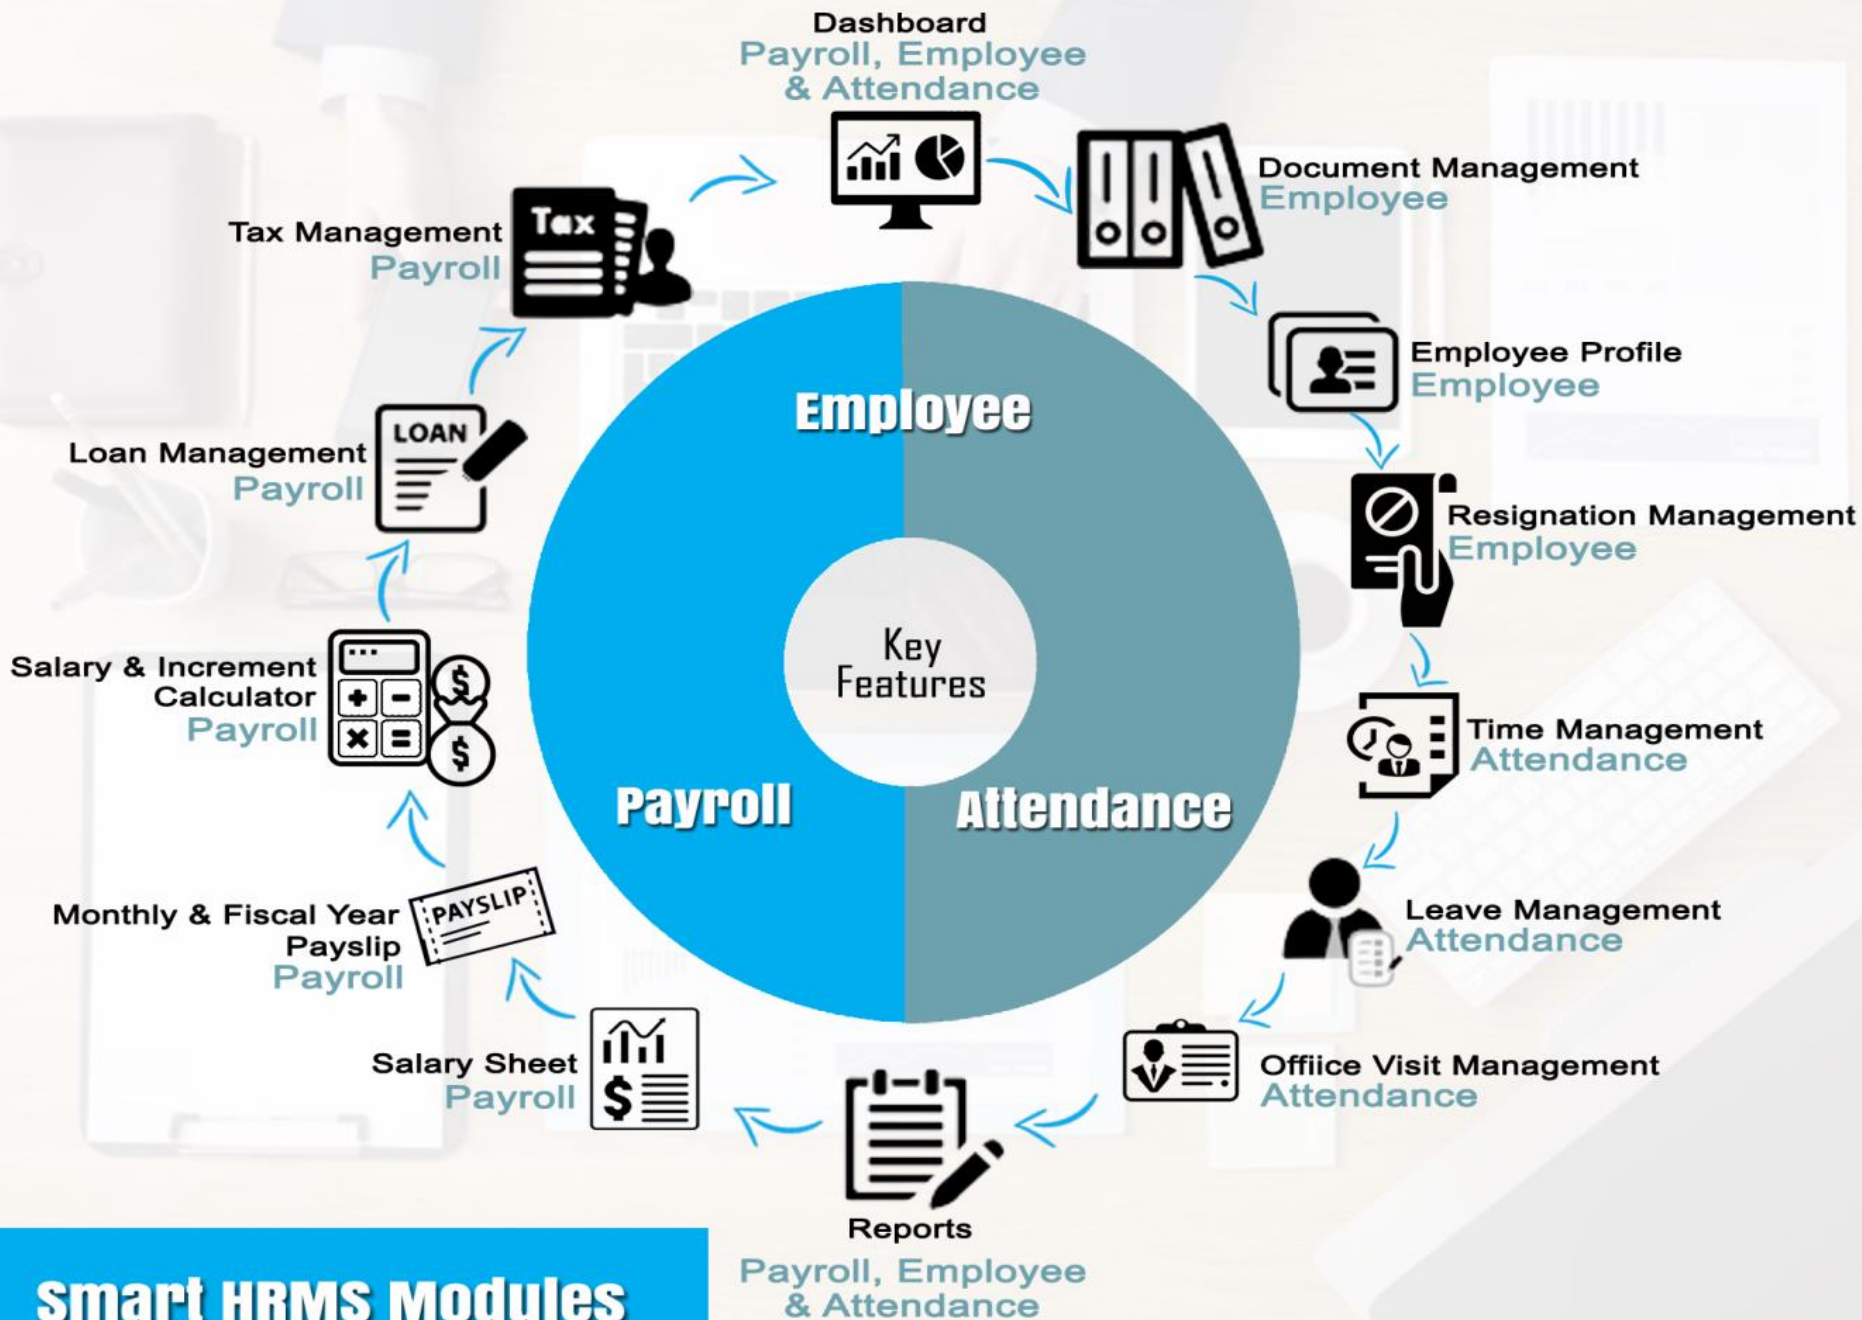 Dashboard
Payroll, Employee
& Attendance
Document Management
Employee
Employee Profile
Employee
Resignation Management
Employee
Time Management
Attendance
Leave Management
Attendance
Offiice Visit Management
Attendance
Reports
Payroll, Employee
& Attendance
Salary Sheet
Payroll
$
Monthly & Fiscal Year
Payslip
Payroll
PAYSLIP
Salary & Increment
Calculator
Payroll
$
$
Loan Management
Payroll
LOAN
Tax Management
Payroll
Tax
Employee
Payroll
Attendance
Key
Features
Smart HRMS Modules